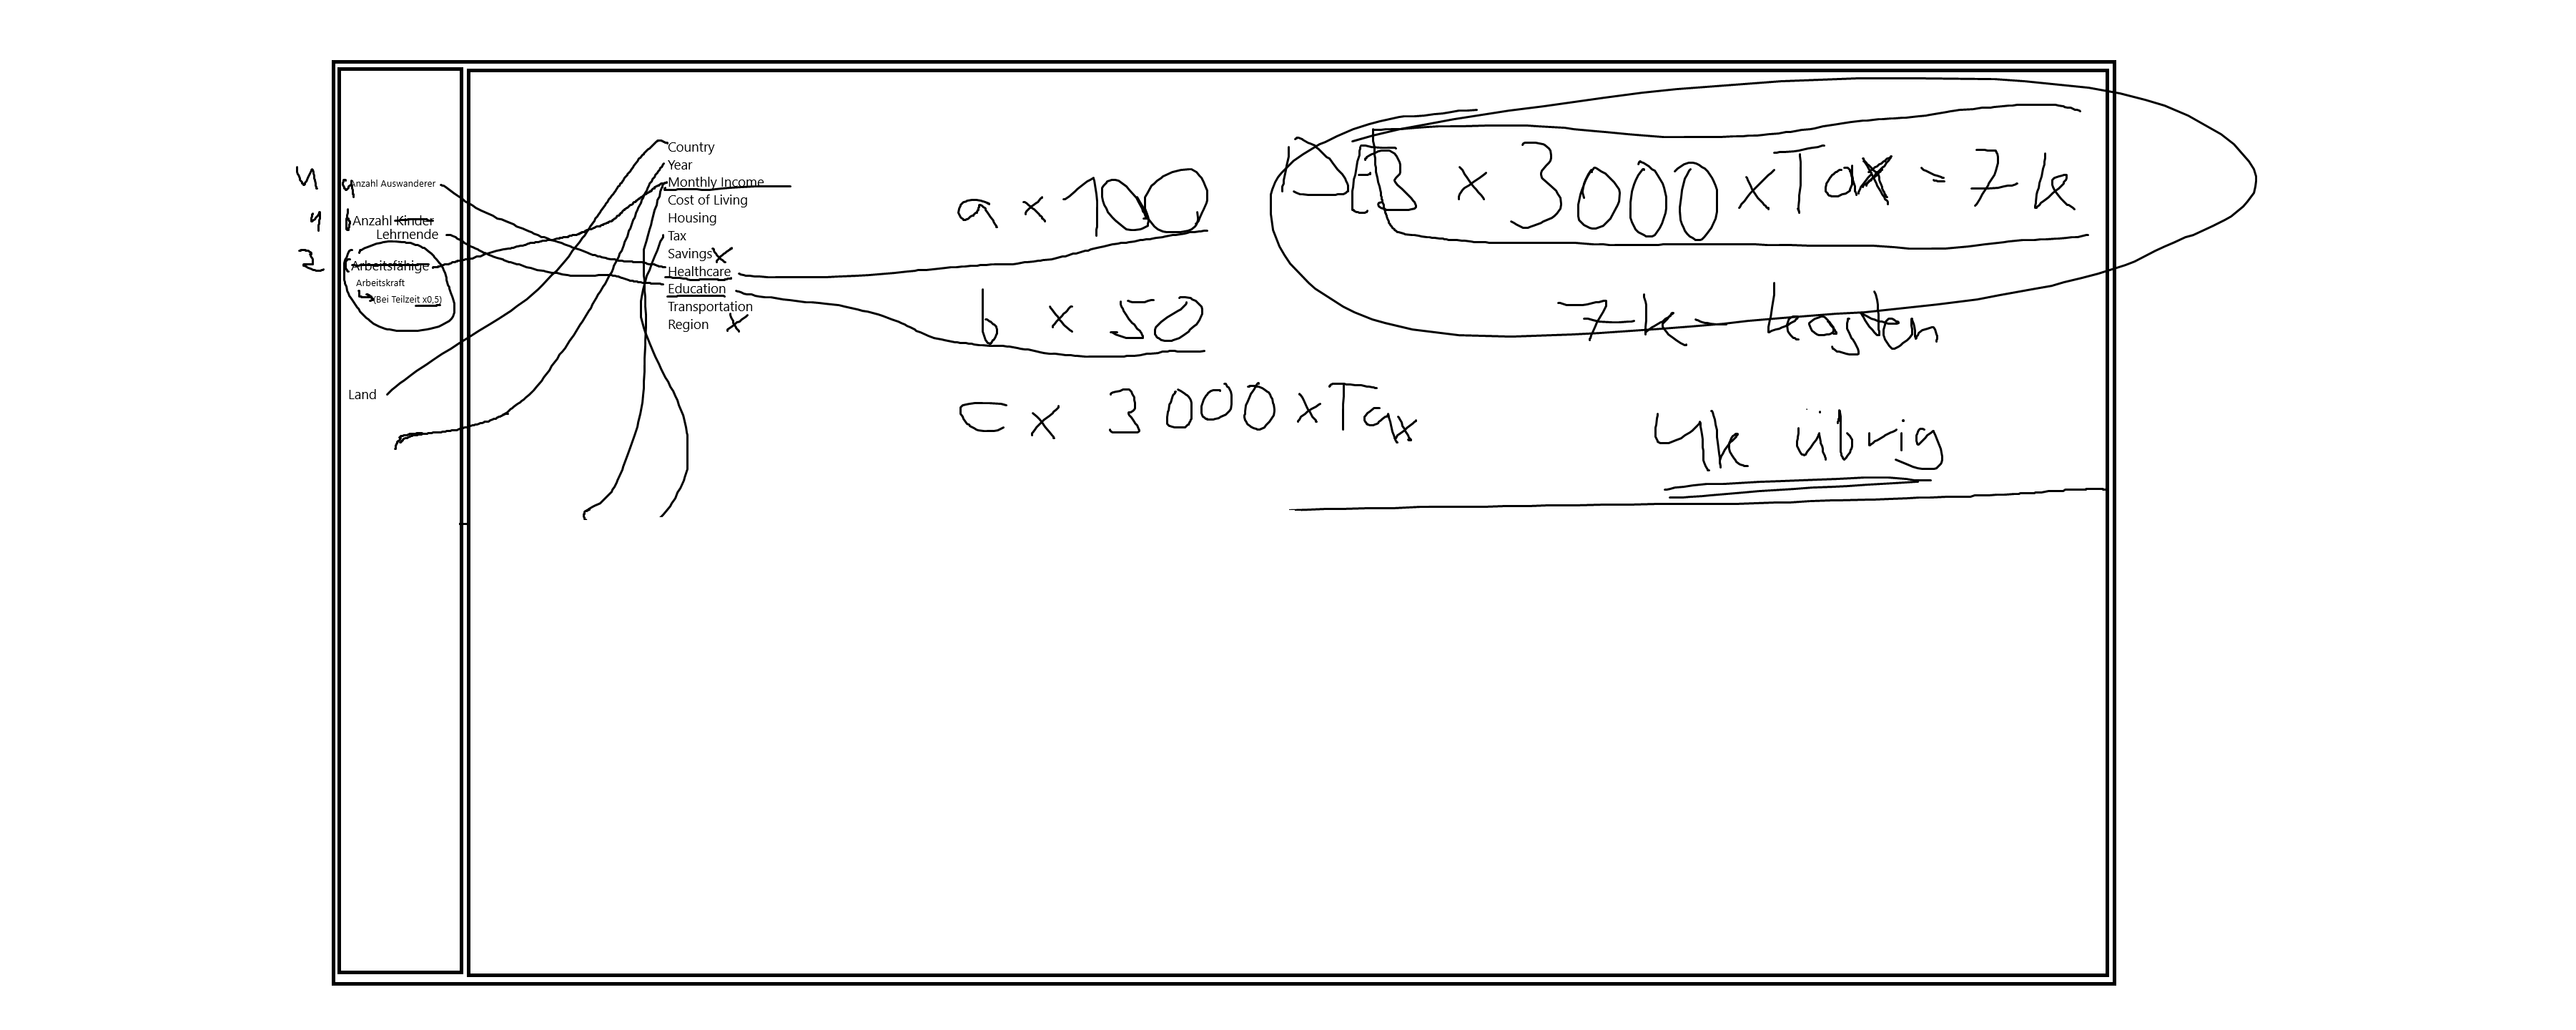 4 a Anzahl Auswanderer
4 b Anzahl Kinder
Lehrnende
3 c Arbeitsfähige
Arbeitskraft
(Bei Teilzeit x0,5)
Land
Country
Year
Monthly Income
Cost of Living
Housing
Tax
Savings x
Healthcare
Education
Transportation
Region x
a x 100
b x 50
c x 3000 x Tax
x 3000 x Tax = 7k
7k - kosten
4k übrig